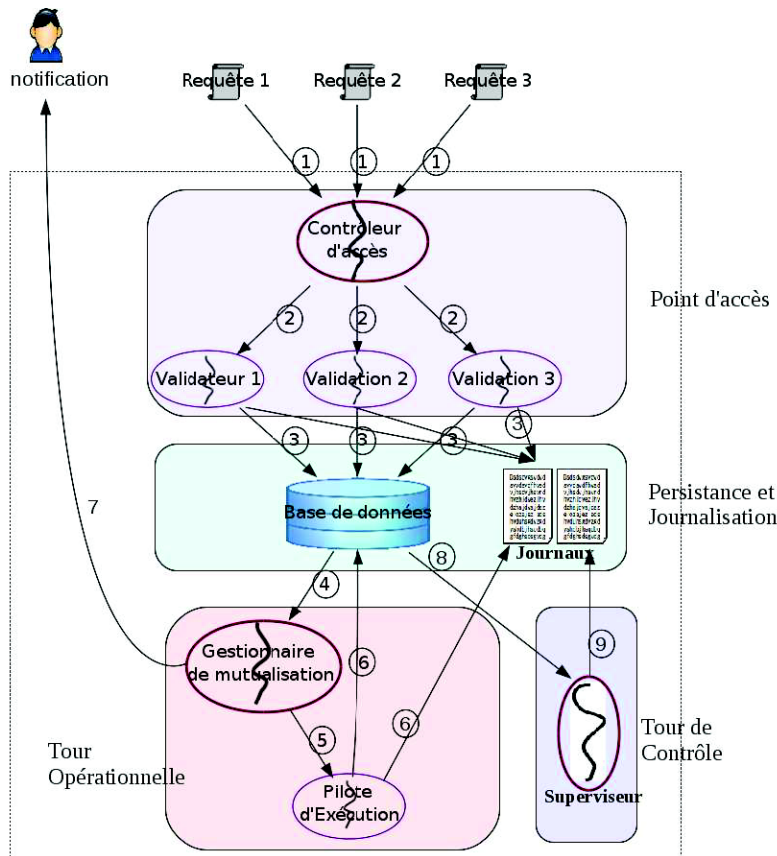 notification
Requête 1
Requête 2
Requête 3
1
1
1
Contrôleur
d'accès
Point d'accès
2
2
2
Validateur 1
Validation 2
Validation 3
3
3
3
3
Persistance et
Journalisation
Base de données
Journaux
7
4
8
Gestionnaire
de mutualisation
6
6
9
5
Tour
Opérationnelle
Pilote
d'Exécution
Tour de
Contrôle
Superviseur